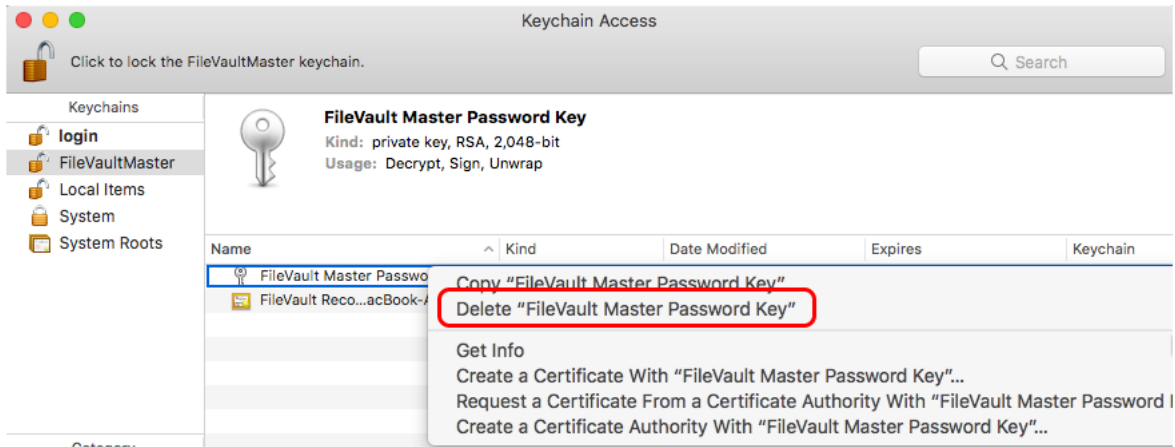 Keychain Access
Click to lock the FileVaultMaster keychain.
Search
Keychains
login
FileVaultMaster
Local Items
System
System Roots
FileVault Master Password Key
Kind: private key, RSA, 2,048-bit
Usage: Decrypt, Sign, Unwrap
Name Kind Date Modified Expires Keychain
FileVault Master Passwo
FileVault Reco...acBook-A
Copy “FileVault Master Password Key”
Delete “FileVault Master Password Key”
Get Info
Create a Certificate With “FileVault Master Password Key”...
Request a Certificate From a Certificate Authority With “FileVault Master Password
Create a Certificate Authority With “FileVault Master Password Key”...